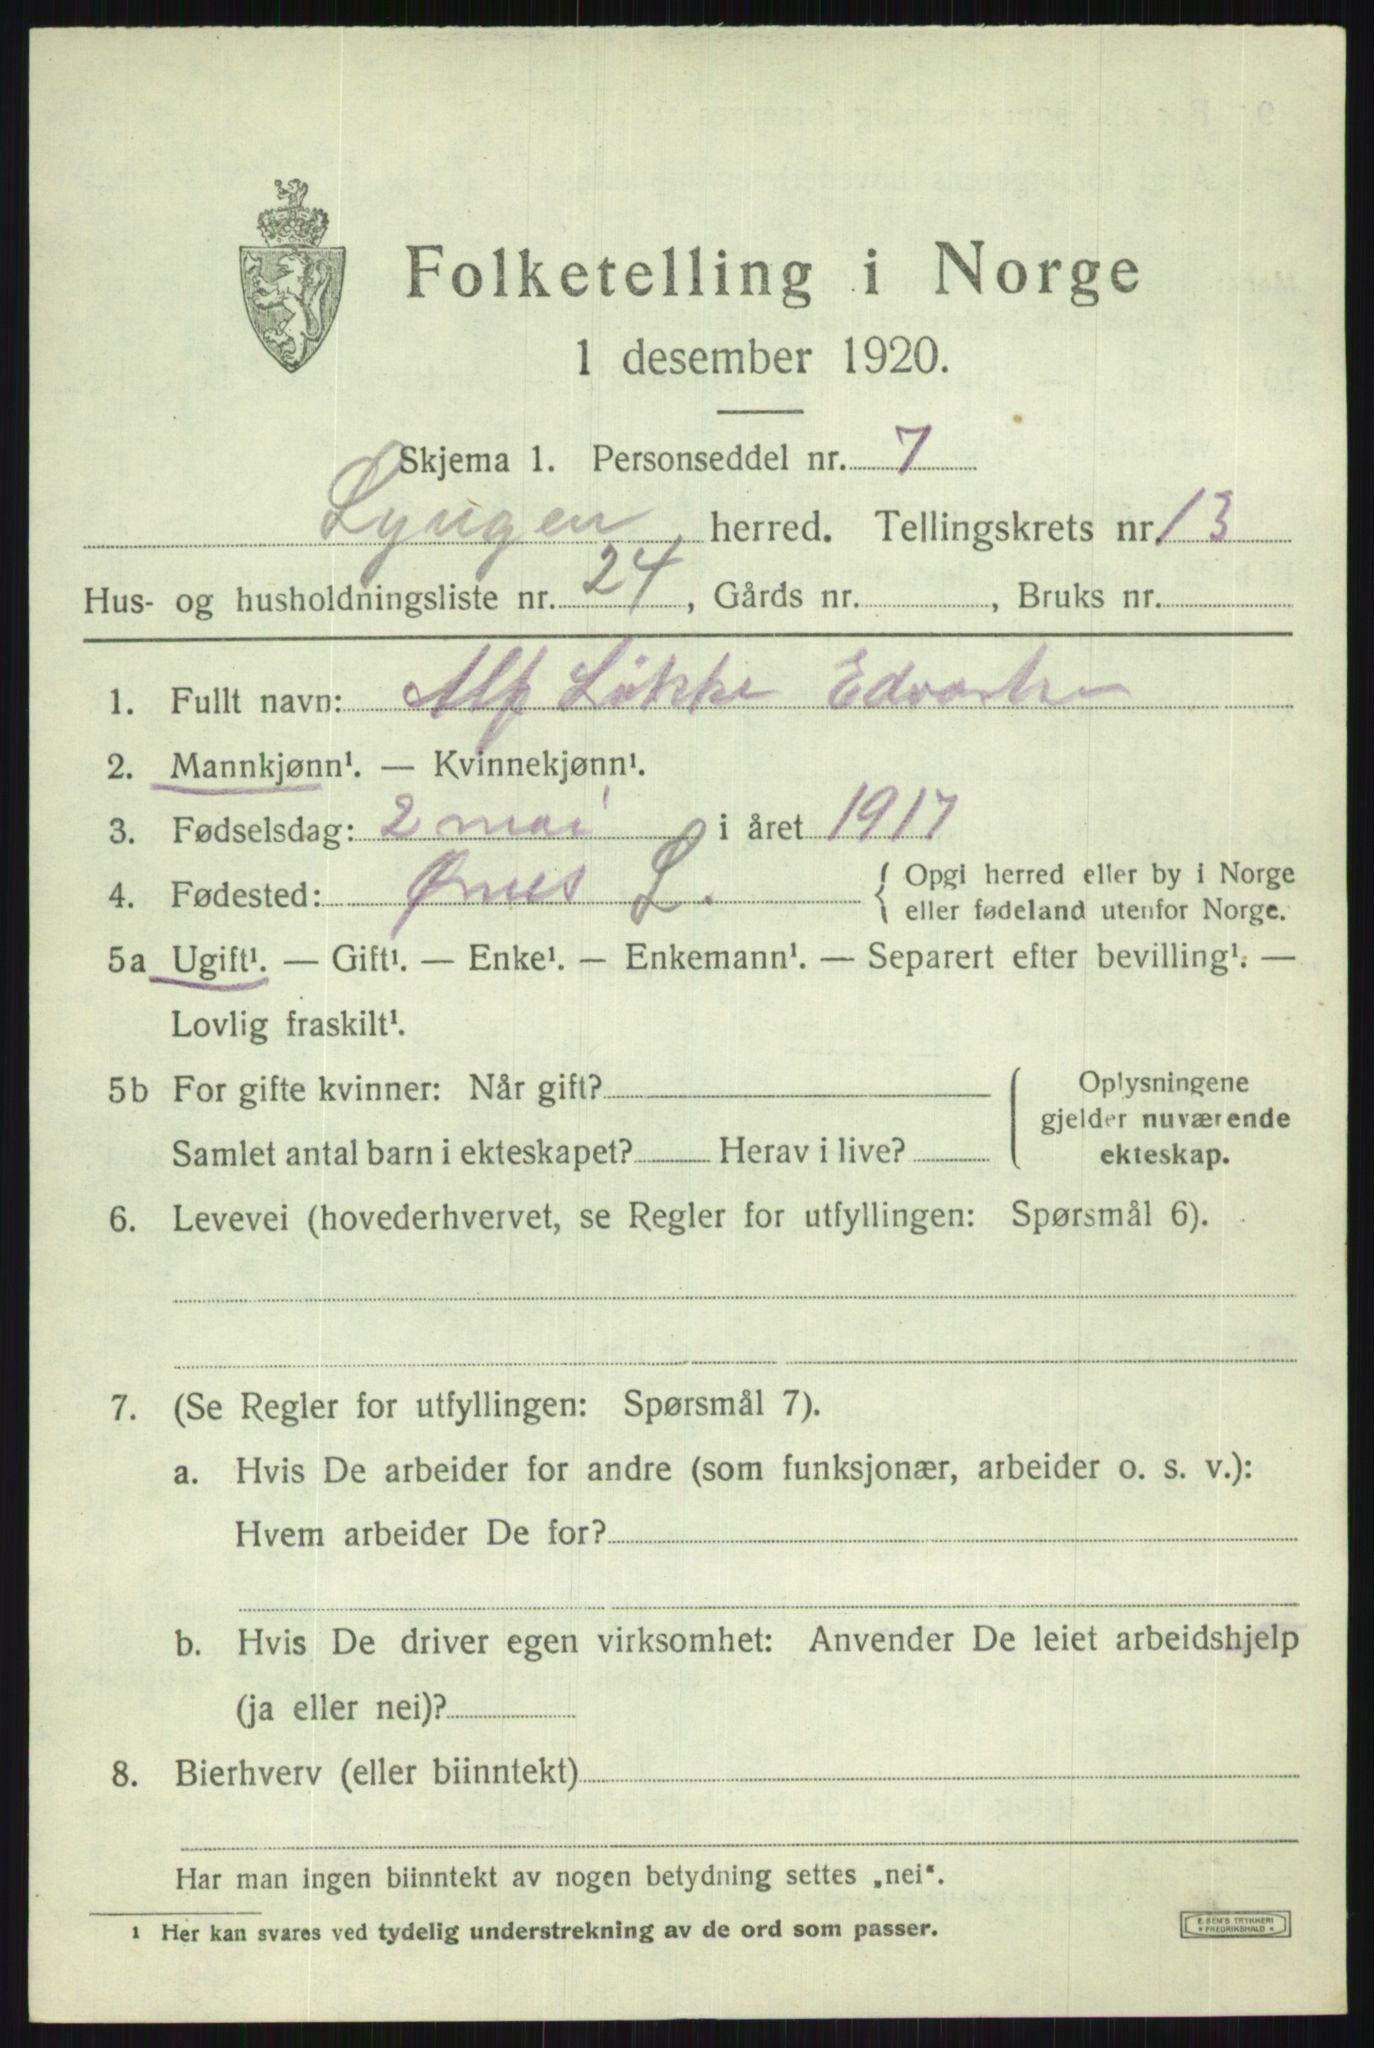 Folketelling i Norge
1 desember 1920.
Skjema 1. Personseddel nr. 7
Lyngen herred. Tellingskrets nr. 13
Hus- og husholdningsliste nr. 24, Gårds nr. , Bruks nr.
1. Fullt navn: Alf Løkke
2. Mannkjønn¹. — Kvinnekjønn¹.
3. Fødselsdag: 2 mai i året 1917
4. Fødested: Ørnes L. { Opgi herred eller by i Norge
eller fødeland utenfor Norge.
5a Ugift¹. — Gift¹. — Enke¹. — Enkemann¹. — Separert efter bevilling¹. —
Lovlig fraskilt¹.
5b For gifte kvinner: Når gift?
Samlet antal barn i ekteskapet? Herav i live?
Oplysningene
gjelder nuværende
ekteskap.
6. Levevei (hovederhvervet, se Regler for utfyllingen: Spørsmål 6).
7. (Se Regler for utfyllingen: Spørsmål 7).
a. Hvis De arbeider for andre (som funksjonær, arbeider o. s. v.):
Hvem arbeider De for?
b. Hvis De driver egen virksomhet: Anvender De leiet arbeidshjelp
(ja eller nei)?
8. Bierhverv (eller biinntekt)
Har man ingen biinntekt av nogen betydning settes „nei“.
1 Her kan svares ved tydelig understrekning av de ord som passer.
E. SEM'S TRYKKERI
* FREDRIKSHALD *